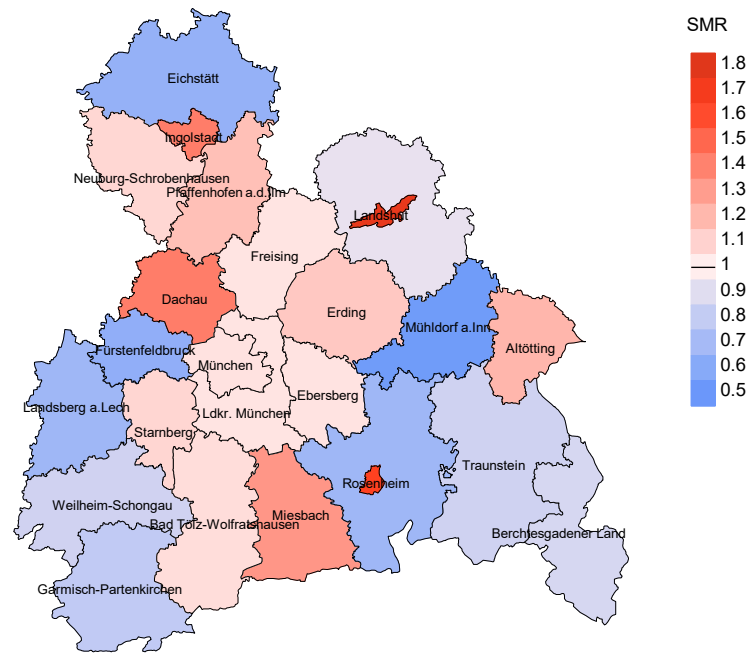 SMR
1.8
1.7
1.6
1.5
1.4
1.3
1.2
1.1
1
0.9
0.8
0.7
0.6
0.5
Eichstätt
Ingolstadt
Neuburg-Schrobenhausen
Pfaffenhofen a.d.Ilm
Landshut
Freising
Dachau
Erding
Mühldorf a.Inn
Altötting
Fürstenfeldbruck
München
Ebersberg
Landsberg a.Lech
Ldkr. München
Starnberg
Traunstein
Rosenheim
Weilheim-Schongau
Miesbach
Bad Tölz-Wolfratshausen
Berchtesgadener Land
Garmisch-Partenkirchen